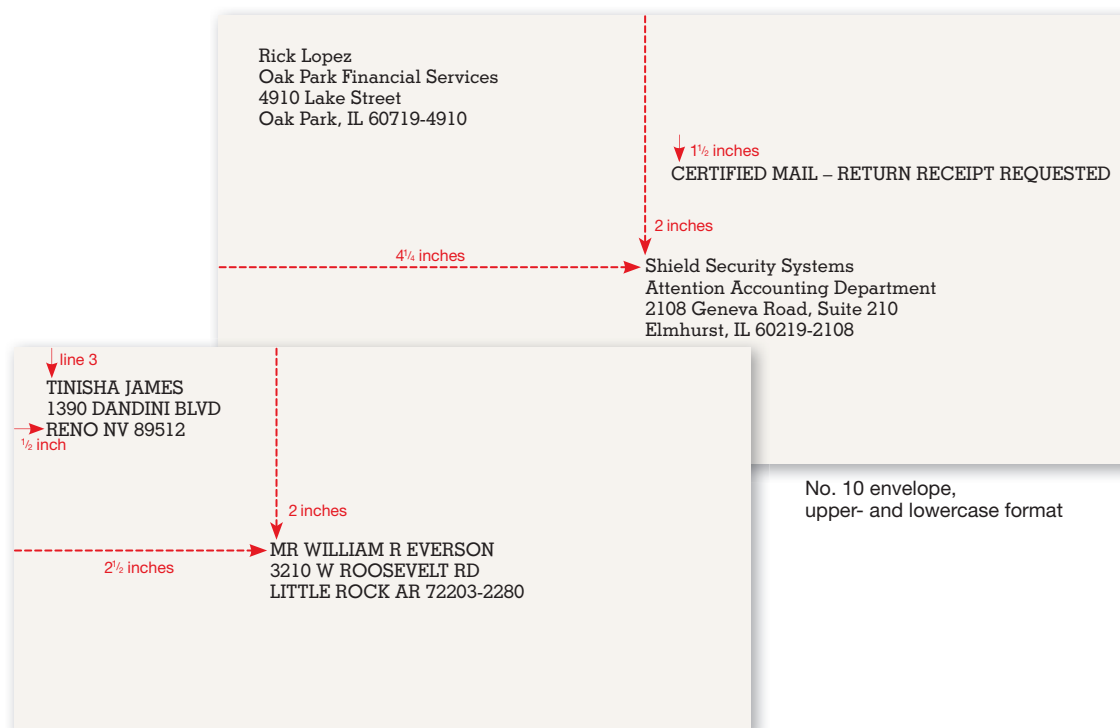 Rick Lopez
Oak Park Financial Services
4910 Lake Street
Oak Park, IL 60719-4910
1½ inches
CERTIFIED MAIL – RETURN RECEIPT REQUESTED
2 inches
4¼ inches
Shield Security Systems
Attention Accounting Department
2108 Geneva Road, Suite 210
Elmhurst, IL 60219-2108
line 3
TINISHA JAMES
1390 DANDINI BLVD
RENO NV 89512
½ inch
2 inches
2½ inches
MR WILLIAM R EVERSON
3210 W ROOSEVELT RD
LITTLE ROCK AR 72203-2280
No. 10 envelope,
upper- and lowercase format